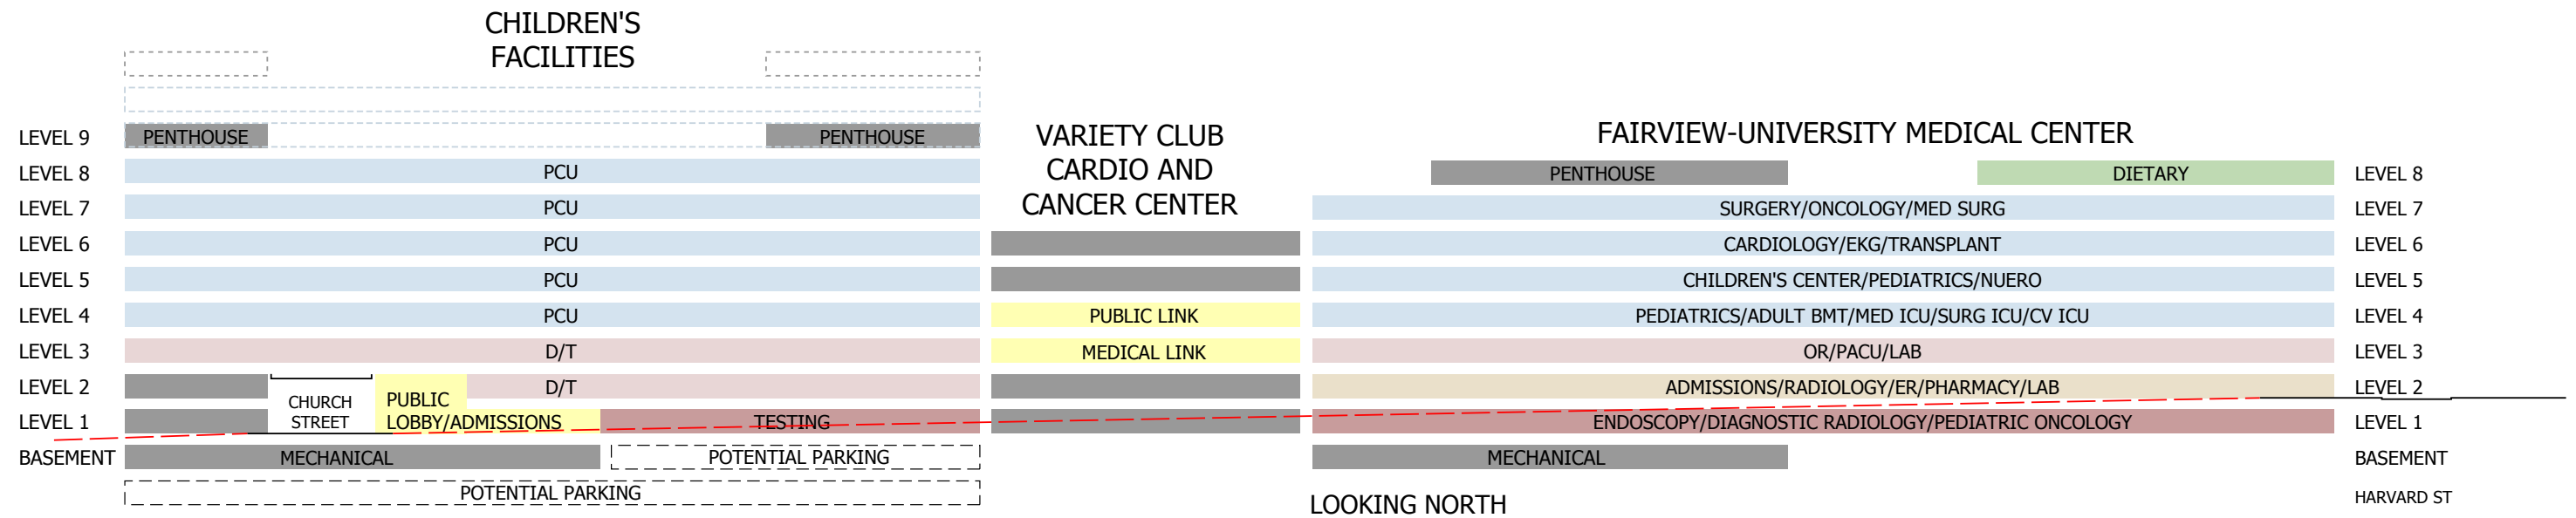 CHILDREN'S
FACILITIES
LEVEL 9
PENTHOUSE
PENTHOUSE
LEVEL 8
PCU
LEVEL 7
PCU
LEVEL 6
PCU
LEVEL 5
PCU
LEVEL 4
PCU
LEVEL 3
D/T
LEVEL 2
D/T
CHURCH
STREET
PUBLIC
LOBBY/ADMISSIONS
LEVEL 1
TESTING
BASEMENT
MECHANICAL
POTENTIAL PARKING
POTENTIAL PARKING
VARIETY CLUB
CARDIO AND
CANCER CENTER
PUBLIC LINK
MEDICAL LINK
FAIRVIEW-UNIVERSITY MEDICAL CENTER
PENTHOUSE
DIETARY
LEVEL 8
SURGERY/ONCOLOGY/MED SURG
LEVEL 7
CARDIOLOGY/EKG/TRANSPLANT
LEVEL 6
CHILDREN'S CENTER/PEDIATRICS/NUERO
LEVEL 5
PEDIATRICS/ADULT BMT/MED ICU/SURG ICU/CV ICU
LEVEL 4
OR/PACU/LAB
LEVEL 3
ADMISSIONS/RADIOLOGY/ER/PHARMACY/LAB
LEVEL 2
ENDOSCOPY/DIAGNOSTIC RADIOLOGY/PEDIATRIC ONCOLOGY
LEVEL 1
MECHANICAL
BASEMENT
LOOKING NORTH
HARVARD ST